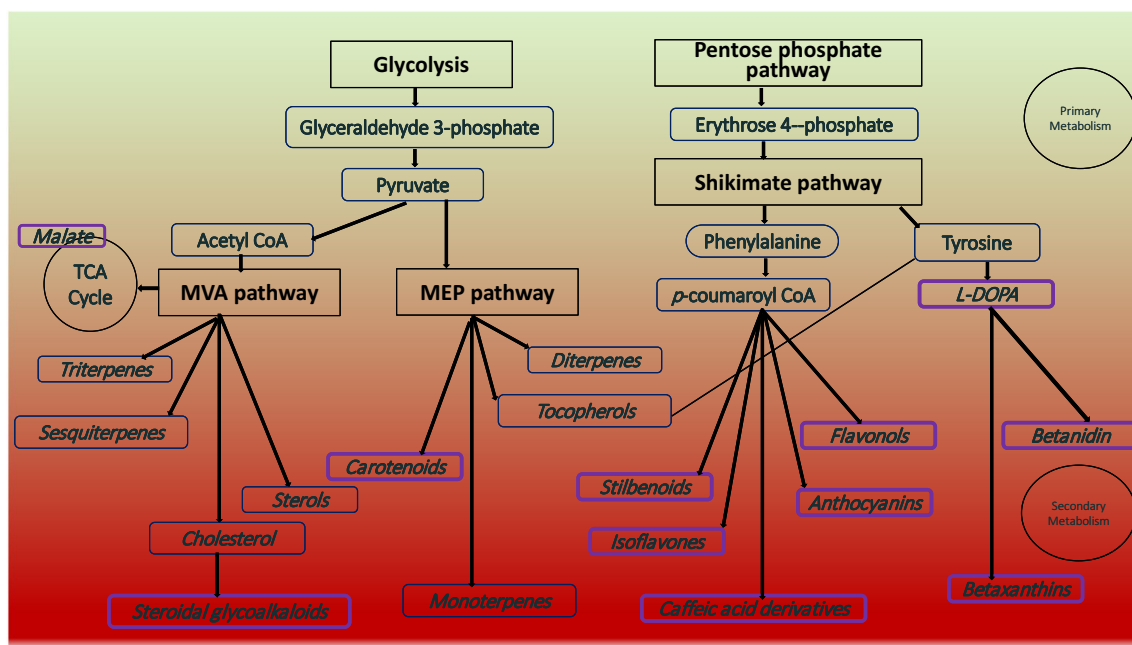 Glycolysis
Pentose phosphate
pathway
Primary
Metabolism
Glyceraldehyde 3-phosphate
Erythrose 4--phosphate
Pyruvate
Shikimate pathway
Malate
Acetyl CoA
Phenylalanine
Tyrosine
TCA
Cycle
MVA pathway
MEP pathway
p-coumaroyl CoA
L-DOPA
Triterpenes
Diterpenes
Sesquiterpenes
Tocopherols
Flavonols
Betanidin
Carotenoids
Stilbenoids
Sterols
Anthocyanins
Secondary
Metabolism
Cholesterol
Isoflavones
Steroidal glycoalkaloids
Monoterpenes
Caffeic acid derivatives
Betaxanthins